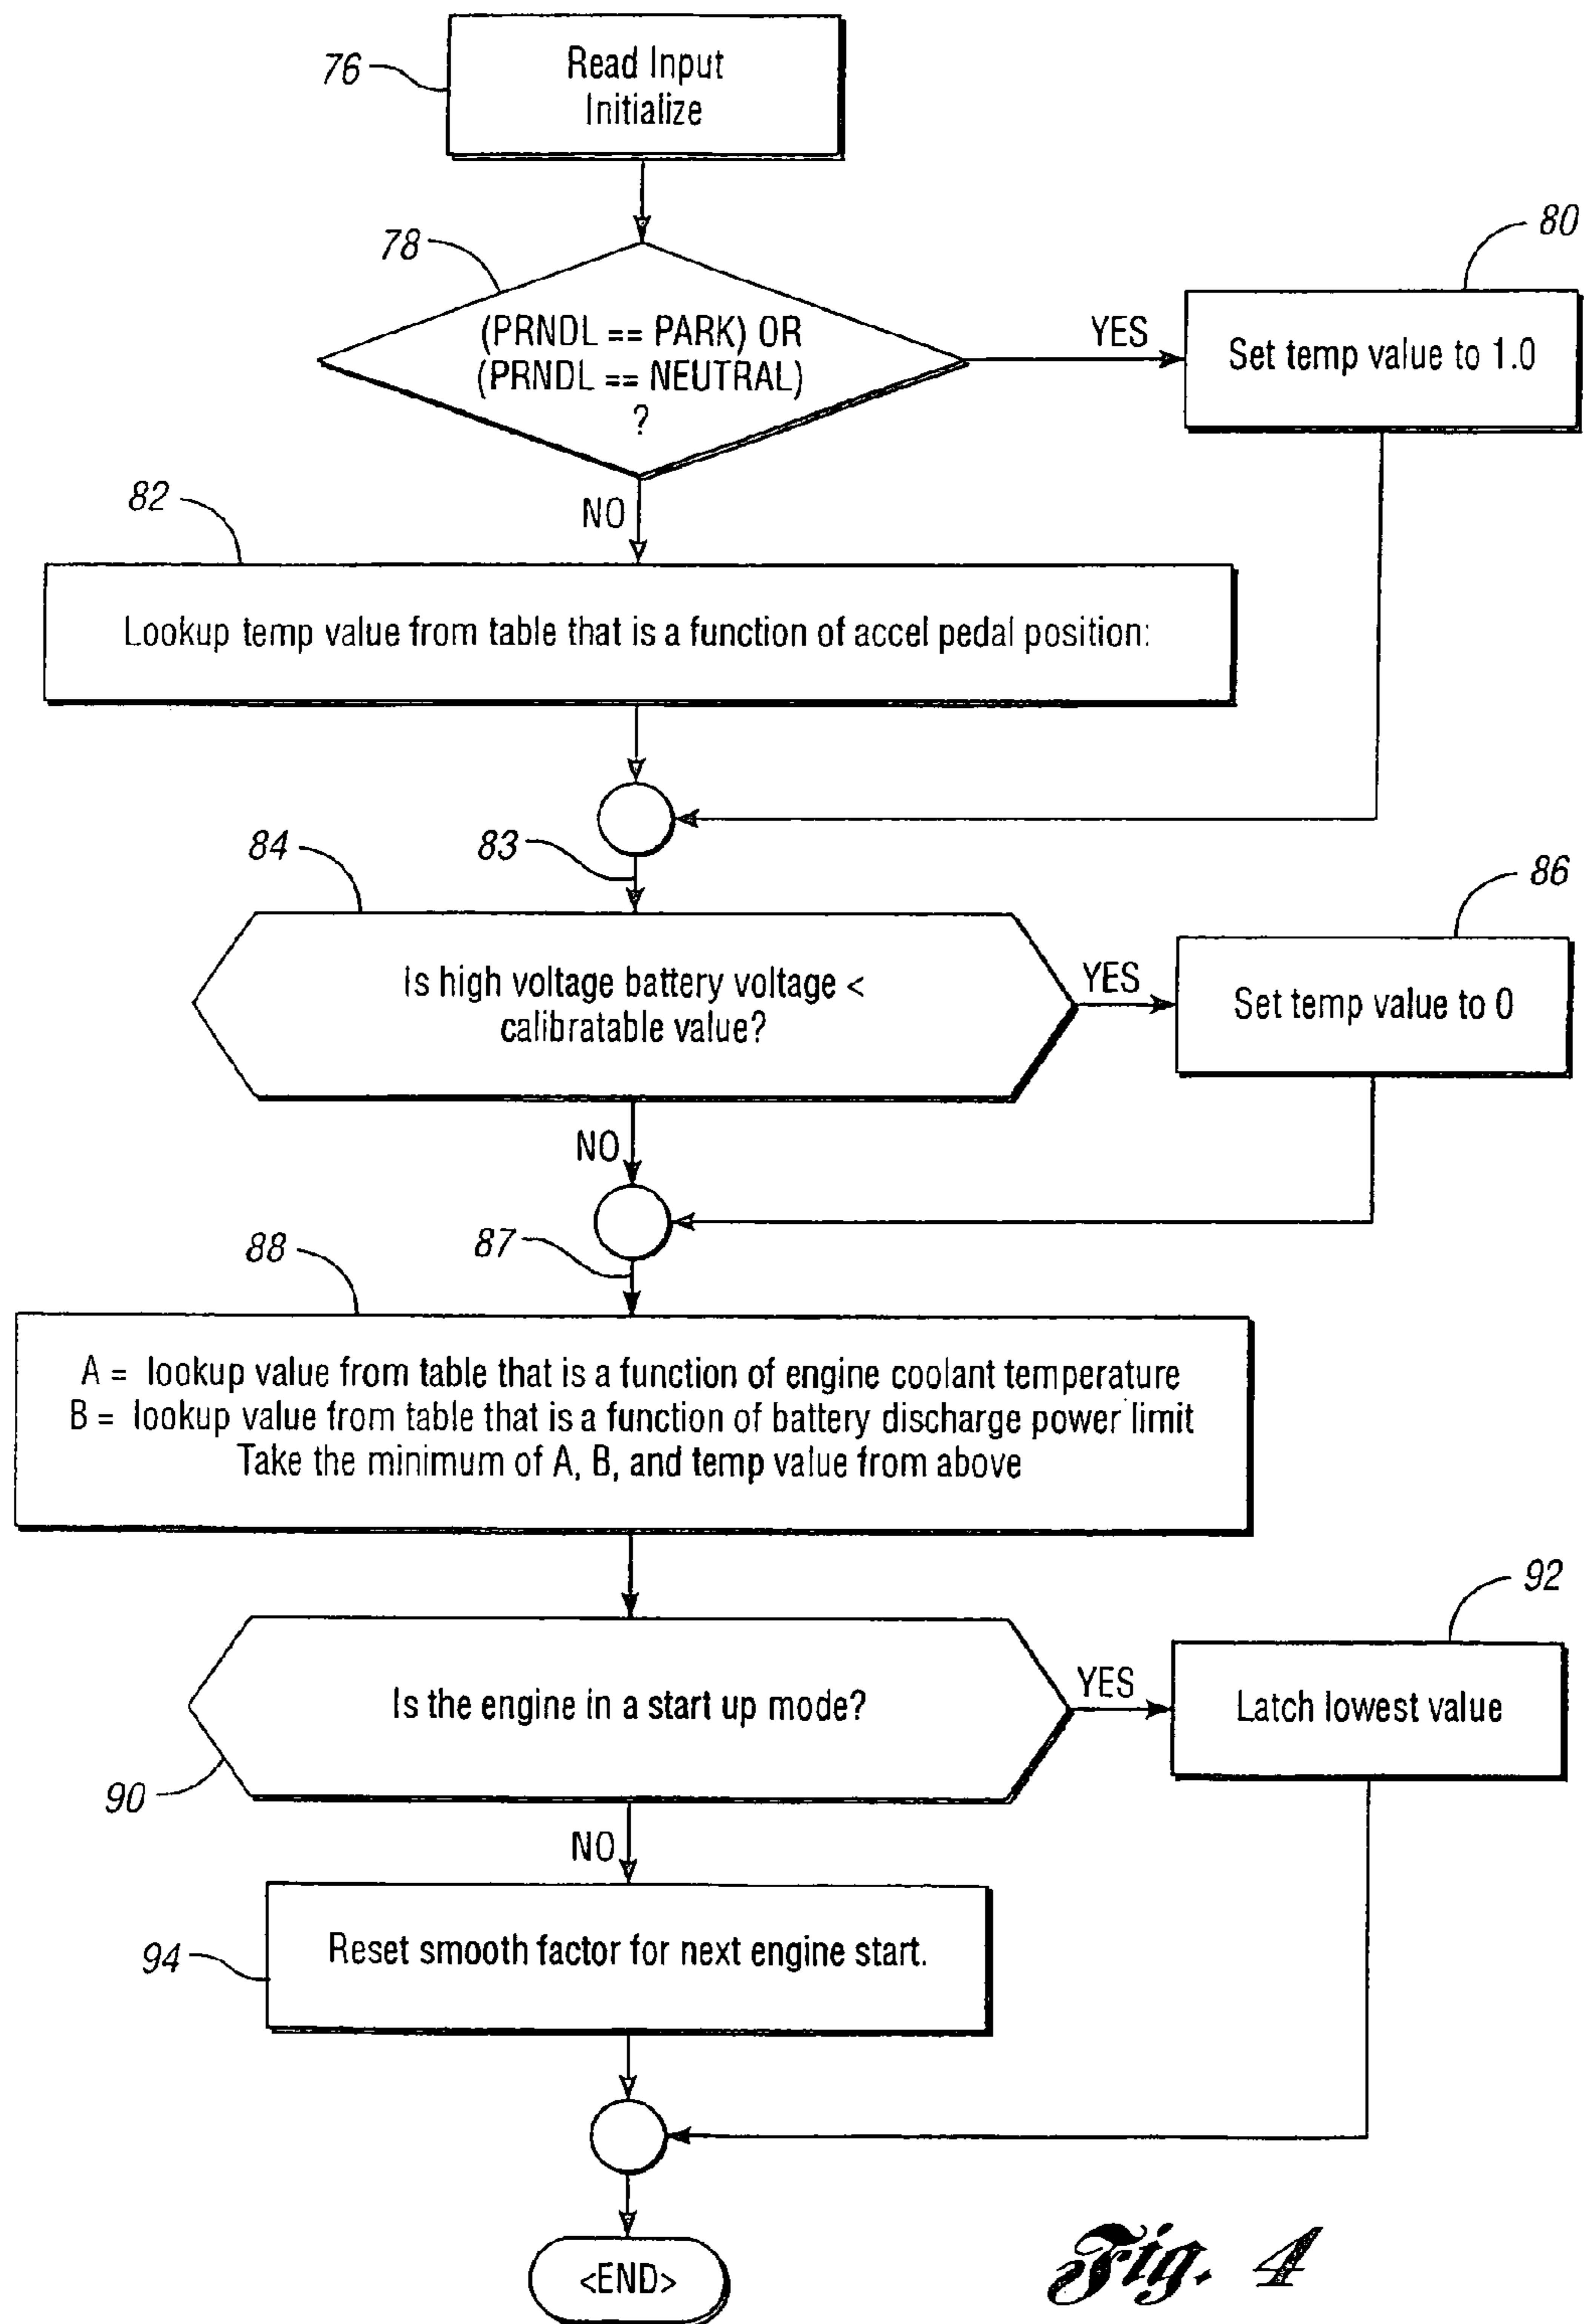 76
Read Input
Initialize
78
(PRNDL == PARK) OR
(PRNDL == NEUTRAL)
?
YES
80
Set temp value to 1.0
NO
82
Lookup temp value from table that is a function of accel pedal position:
83
84
Is high voltage battery voltage <
calibratable value?
YES
86
Set temp value to 0
NO
87
88
A = lookup value from table that is a function of engine coolant temperature
B = lookup value from table that is a function of battery discharge power limit
Take the minimum of A, B, and temp value from above
90
Is the engine in a start up mode?
YES
92
Latch lowest value
NO
94
Reset smooth factor for next engine start.
<END>
Fig. 4